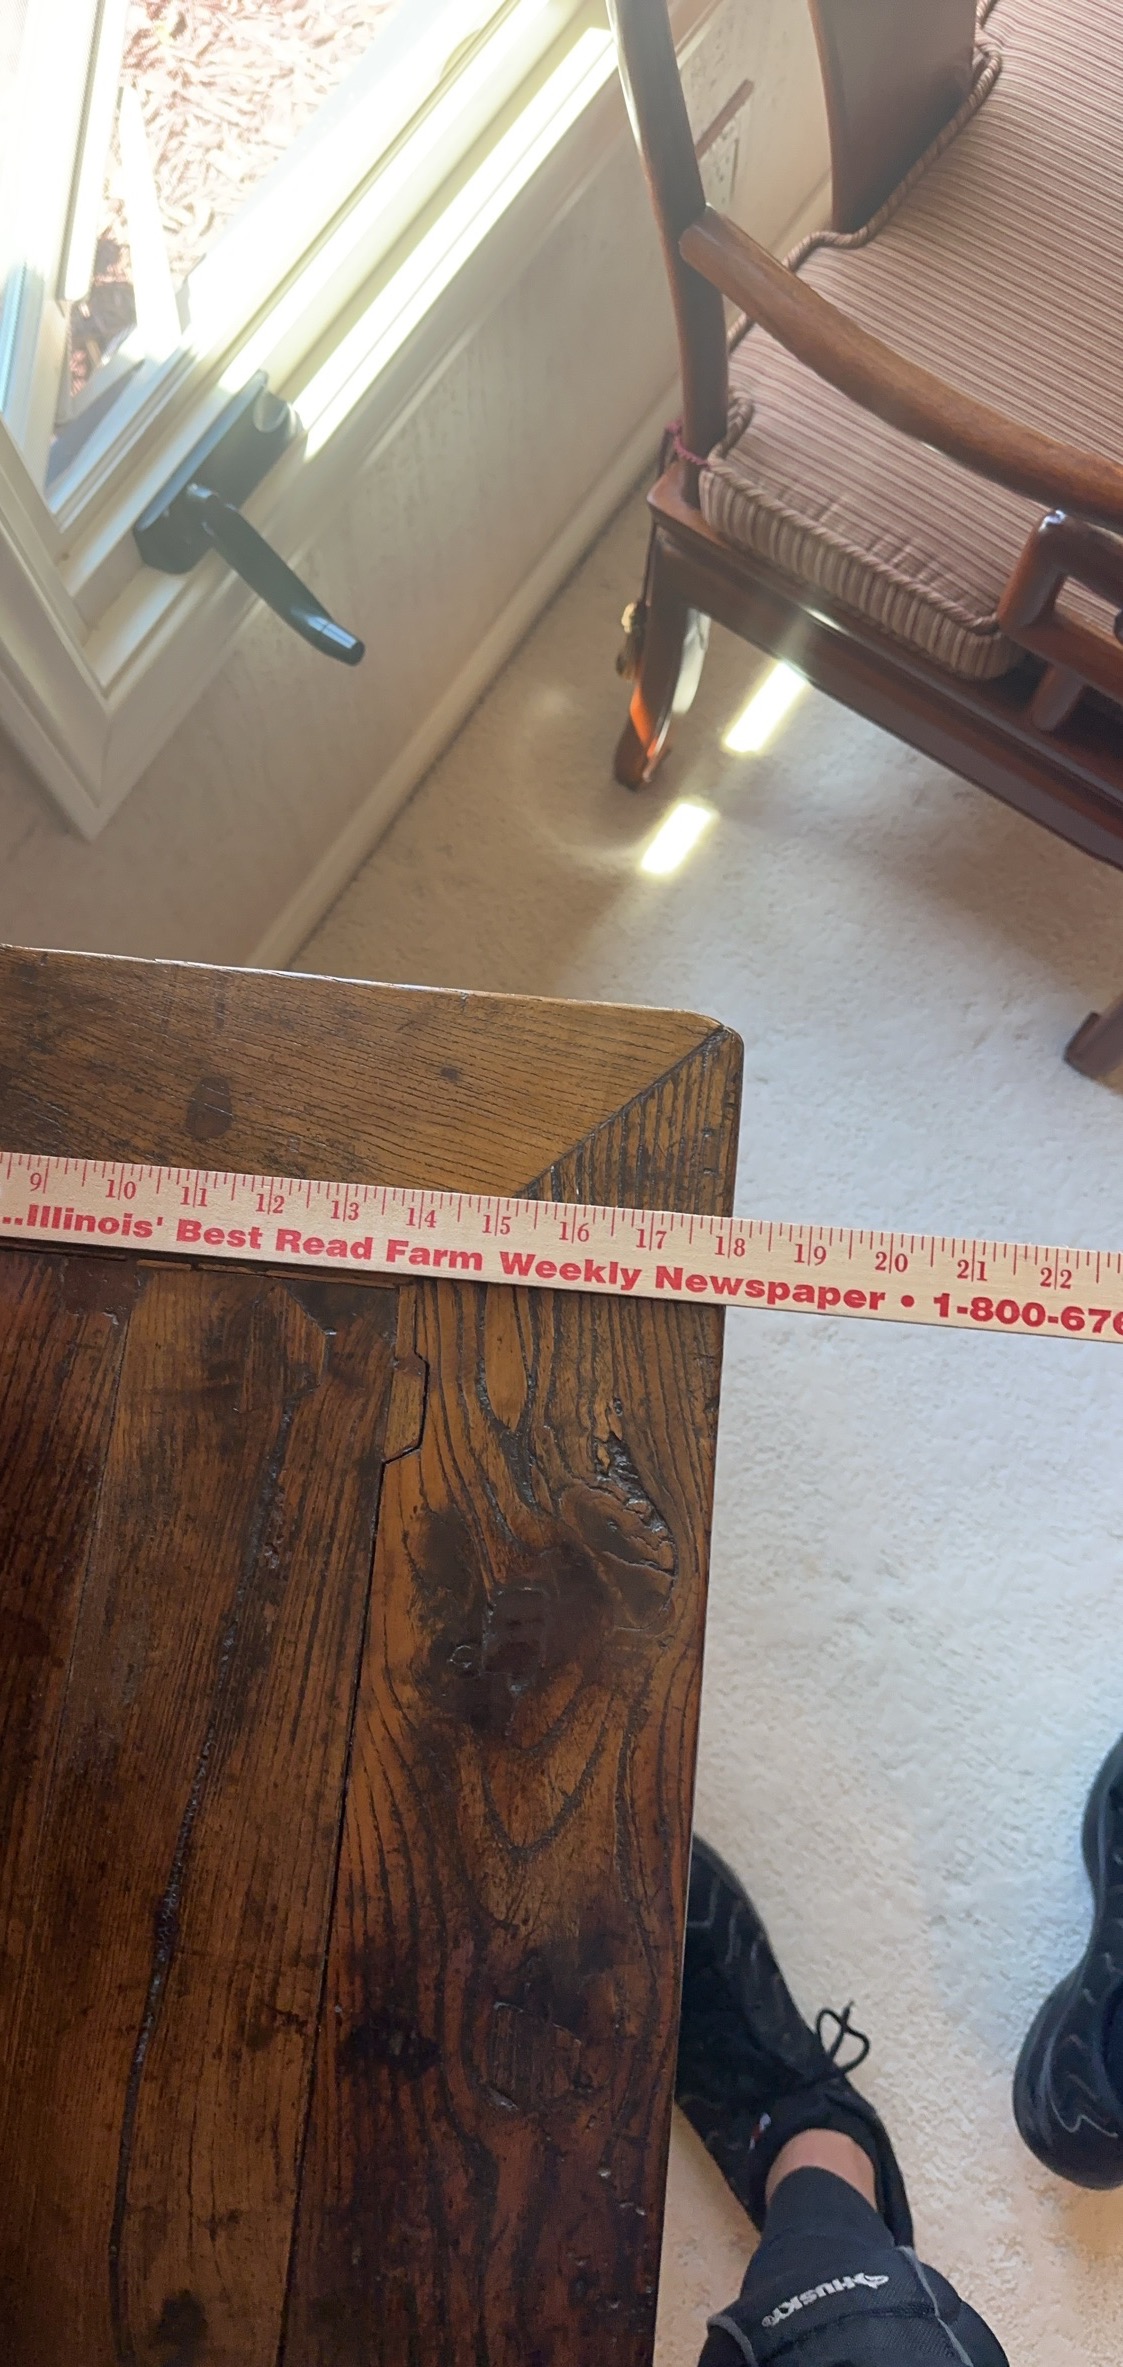 9 10 11 12 13 14 15 16 17 18 19 20 21 22
...Illinois' Best Read Farm Weekly Newspaper • 1-800-676
HUSKY